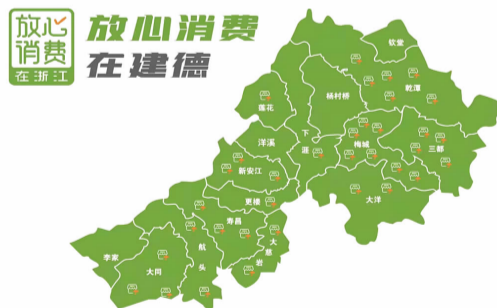 放心
消费
在浙江
放心消费
在建德
钦堂
乾潭
杨村桥
莲花
下涯
洋溪
梅城
三都
新安江
大洋
更楼
寿昌
大慈岩
航头
李家
大同